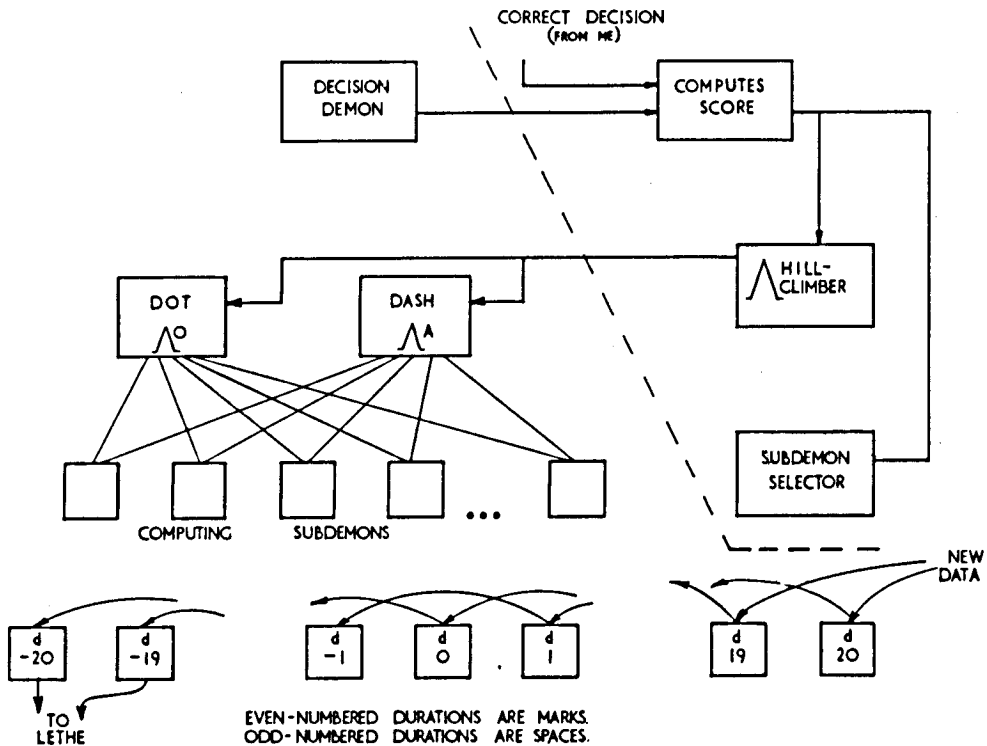 CORRECT DECISION
(FROM ME)
DECISION
DEMON
COMPUTES
SCORE
HILL-
CLIMBER
DOT
O
DASH
A
SUBDEMON
SELECTOR
COMPUTING SUBDEMONS
...
NEW
DATA
d
-20
d
-19
d
-1
d
0
d
1
d
19
d
20
TO
LETHE
EVEN-NUMBERED DURATIONS ARE MARKS.
ODD-NUMBERED DURATIONS ARE SPACES.